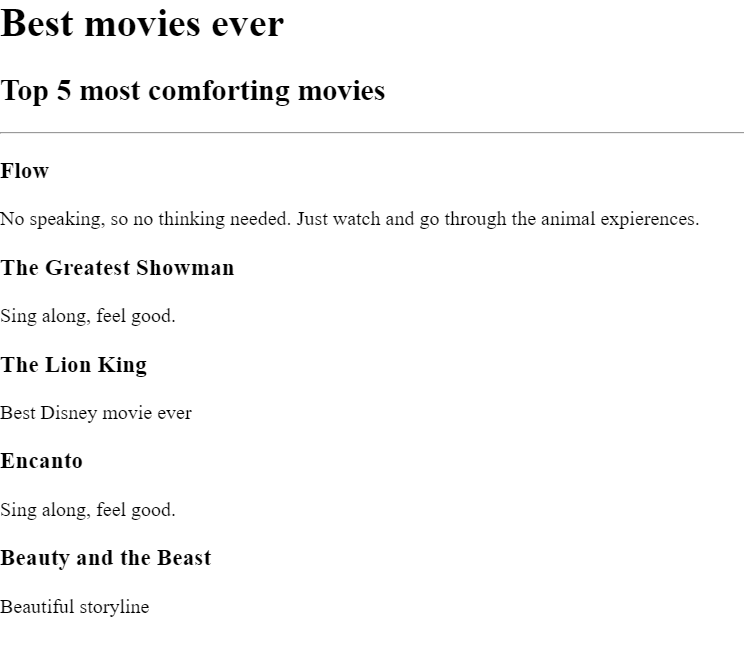 Best movies ever
Top 5 most comforting movies
Flow
No speaking, so no thinking needed. Just watch and go through the animal expierences.
The Greatest Showman
Sing along, feel good.
The Lion King
Best Disney movie ever
Encanto
Sing along, feel good.
Beauty and the Beast
Beautiful storyline